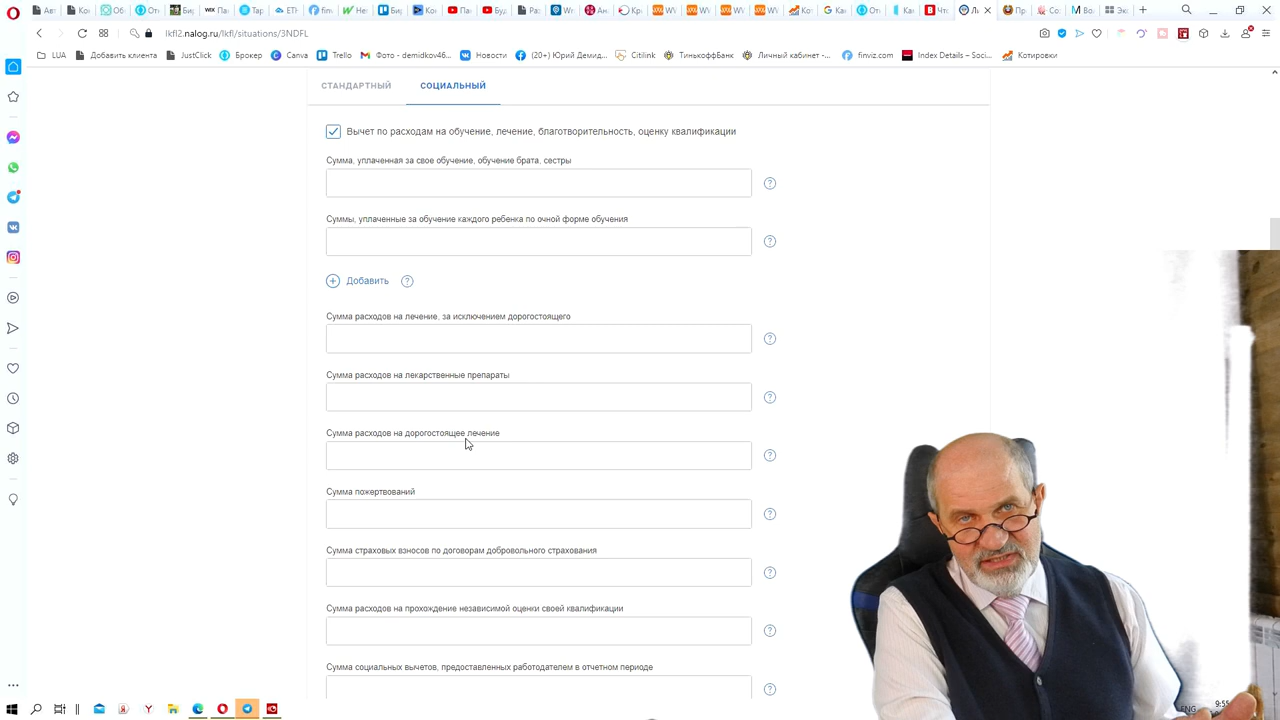 lkfl2.nalog.ru/lkfl/situations/3NDFL
LUA Добавить клиента JustClick Брокер Canva Trello Фото - demidkov46... Новости (20+) Юрий Демид... Citilink ТинькоффБанк Личный кабинет -... finviz.com Index Details – Soci... Котировки
СТАНДАРТНЫЙ СОЦИАЛЬНЫЙ
Вычет по расходам на обучение, лечение, благотворительность, оценку квалификации
Сумма, уплаченная за свое обучение, обучение брата, сестры
Суммы, уплаченные за обучение каждого ребенка по очной форме обучения
Добавить
Сумма расходов на лечение, за исключением дорогостоящего
Сумма расходов на лекарственные препараты
Сумма расходов на дорогостоящее лечение
Сумма пожертвований
Сумма страховых взносов по договорам добровольного страхования
Сумма расходов на прохождение независимой оценки своей квалификации
Сумма социальных вычетов, предоставленных работодателем в отчетном периоде
ENG